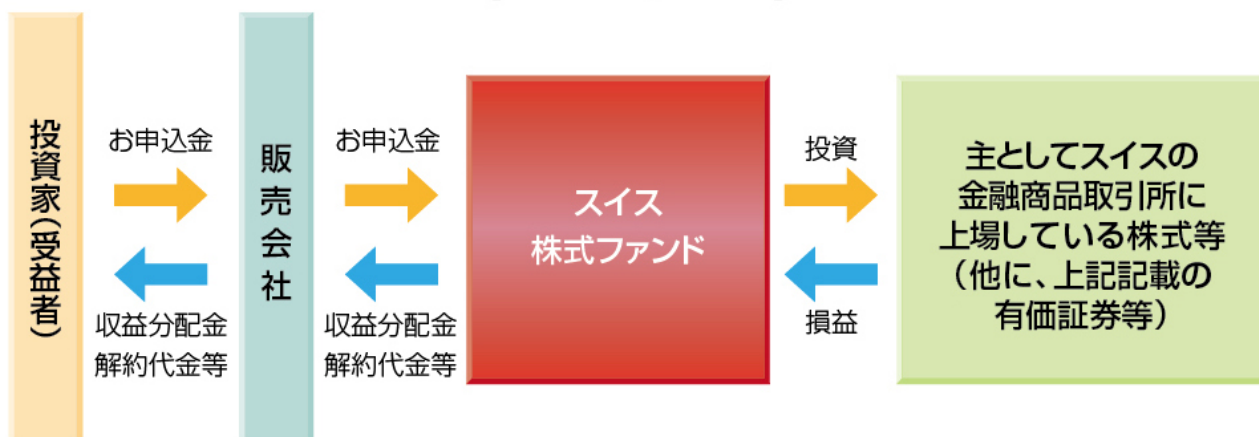 投資家(受益者)
お申込金
収益分配金
解約代金等
販売会社
お申込金
収益分配金
解約代金等
スイス
株式ファンド
投資
損益
主としてスイスの
金融商品取引所に
上場している株式等
(他に、上記記載の
有価証券等)